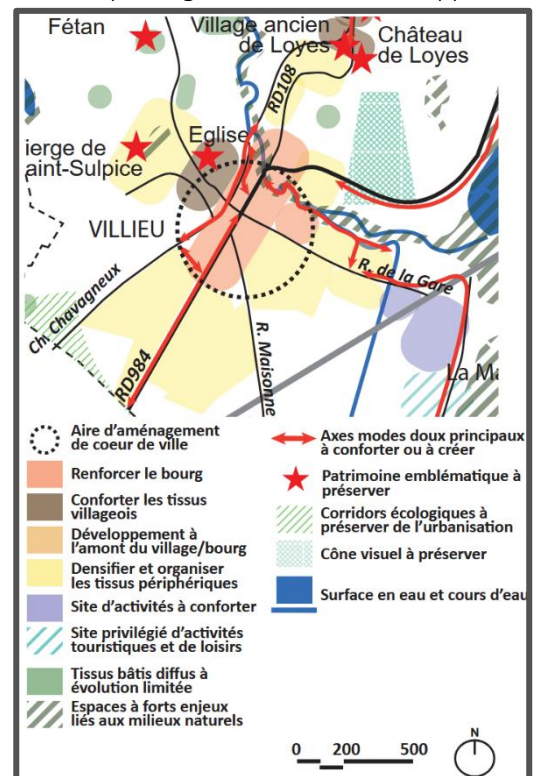 Fétan
Village ancien
de Loyes
Château
de Loyes
RD108
Eglise
ierge de
aint-Sulpice
VILLIEU
R. de la Gare
Ch. Chavagneux
RD984
R. Maisonne
La Ma
Aire d'aménagement
de coeur de ville
Renforcer le bourg
Conforter les tissus
villageois
Développement à
l'amont du village/bourg
Densifier et organiser
les tissus périphériques
Site d'activités à conforter
Site privilégié d'activités
touristiques et de loisirs
Tissus bâtis diffus à
évolution limitée
Espaces à forts enjeux
liés aux milieux naturels
Axes modes doux principaux
à conforter ou à créer
Patrimoine emblématique à
préserver
Corridors écologiques à
préserver de l'urbanisation
Cône visuel à préserver
Surface en eau et cours d'eau
0 200 500
N